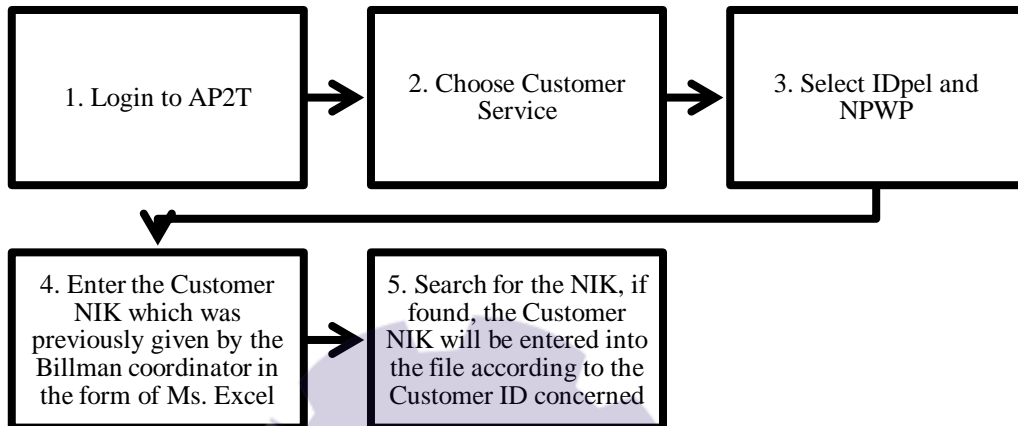 1. Login to AP2T
2. Choose Customer
Service
3. Select IDpel and
NPWP
4. Enter the Customer
NIK which was
previously given by the
Billman coordinator in
the form of Ms. Excel
5. Search for the NIK, if
found, the Customer
NIK will be entered into
the file according to the
Customer ID concerned